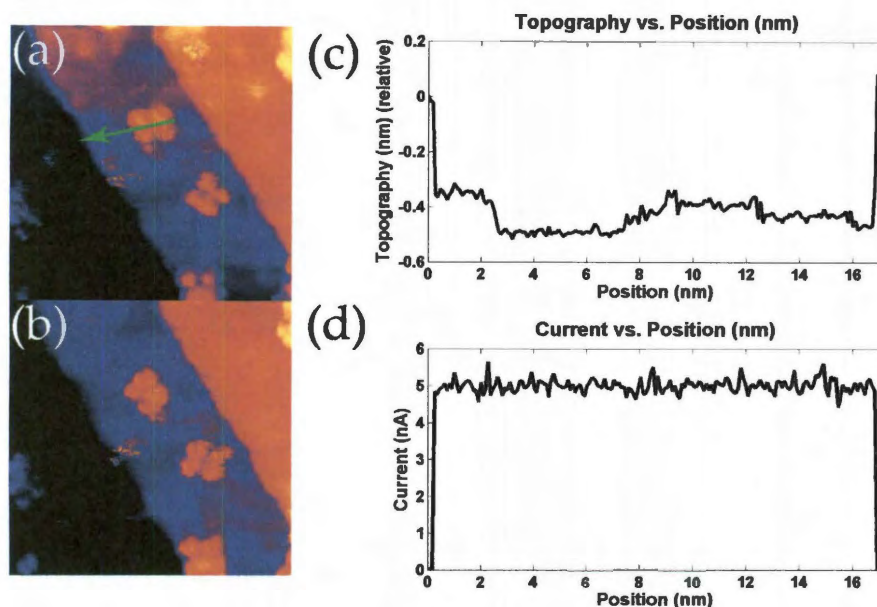 (a)
(b)
(c)
Topography vs. Position (nm)
Topography (nm) (relative)
0.2
0
-0.2
-0.4
-0.6
0 2 4 6 8 10 12 14 16
Position (nm)
(d)
Current vs. Position (nm)
Current (nA)
6
5
4
3
2
1
0
0 2 4 6 8 10 12 14 16
Position (nm)